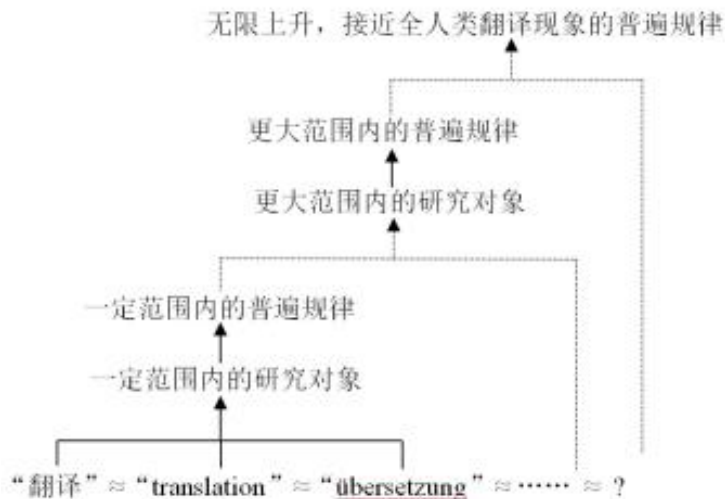 无限上升，接近全人类翻译现象的普遍规律
更大范围内的普遍规律
更大范围内的研究对象
一定范围内的普遍规律
一定范围内的研究对象
“翻译”≈“translation”≈“übersetzung”≈……≈？